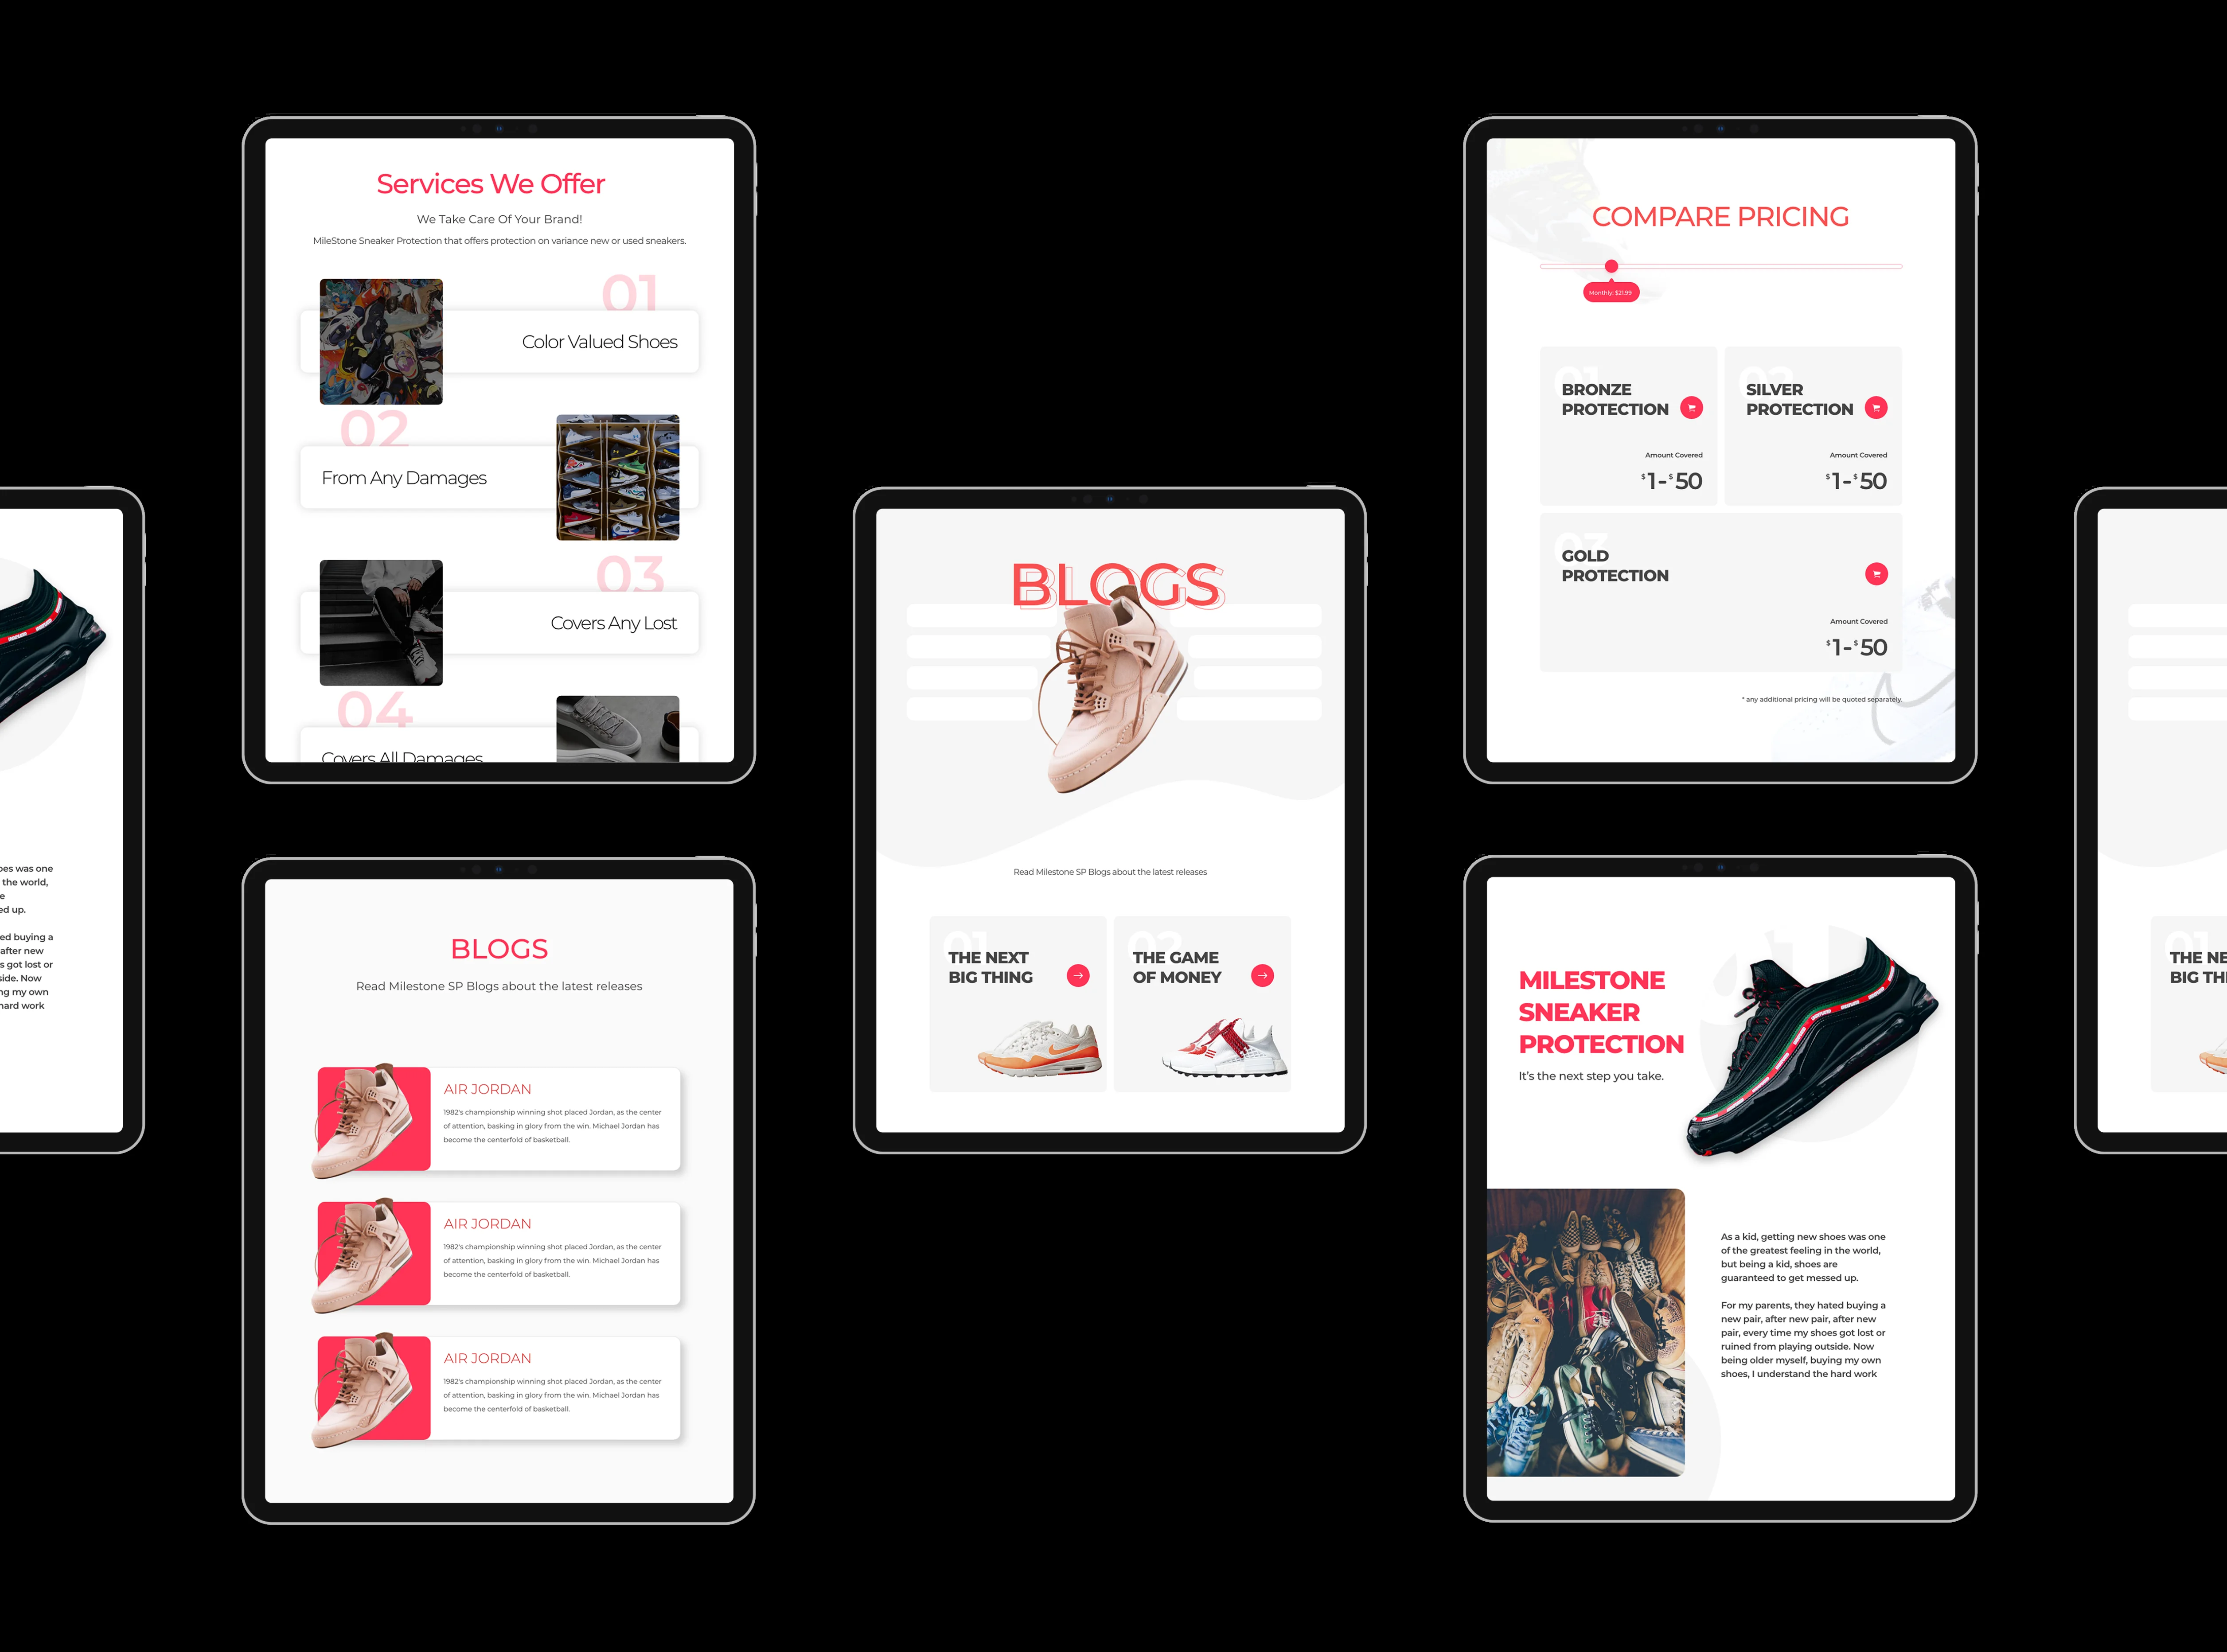 Services We Offer
We Take Care Of Your Brand!
MileStone Sneaker Protection that offers protection on variance new or used sneakers.
01
Color Valued Shoes
02
From Any Damages
03
Covers Any Lost
04
Covers All Damages
oes was one
the world,
e
ed up.
ed buying a
after new
s got lost or
side. Now
ng my own
hard work
BLOGS
Read Milestone SP Blogs about the latest releases
AIR JORDAN
1982's championship winning shot placed Jordan, as the center
of attention, basking in glory from the win. Michael Jordan has
become the centerfold of basketball.
AIR JORDAN
1982's championship winning shot placed Jordan, as the center
of attention, basking in glory from the win. Michael Jordan has
become the centerfold of basketball.
AIR JORDAN
1982's championship winning shot placed Jordan, as the center
of attention, basking in glory from the win. Michael Jordan has
become the centerfold of basketball.
BLOGS
Read Milestone SP Blogs about the latest releases
01
THE NEXT
BIG THING
02
THE GAME
OF MONEY
COMPARE PRICING
Monthly: $21.99
01
BRONZE
PROTECTION
Amount Covered
$1-$50
02
SILVER
PROTECTION
Amount Covered
$1-$50
03
GOLD
PROTECTION
Amount Covered
$1-$50
* any additional pricing will be quoted separately.
MILESTONE
SNEAKER
PROTECTION
It's the next step you take.
As a kid, getting new shoes was one
of the greatest feeling in the world,
but being a kid, shoes are
guaranteed to get messed up.
For my parents, they hated buying a
new pair, after new pair, after new
pair, every time my shoes got lost or
ruined from playing outside. Now
being older myself, buying my own
shoes, I understand the hard work
01
THE NE
BIG THI